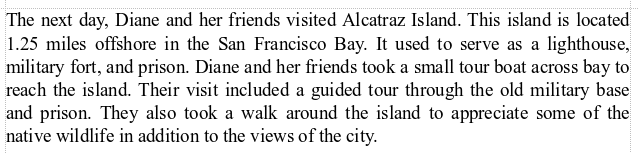 The next day, Diane and her friends visited Alcatraz Island. This island is located
1.25 miles offshore in the San Francisco Bay. It used to serve as a lighthouse,
military fort, and prison. Diane and her friends took a small tour boat across bay to
reach the island. Their visit included a guided tour through the old military base
and prison. They also took a walk around the island to appreciate some of the
native wildlife in addition to the views of the city.